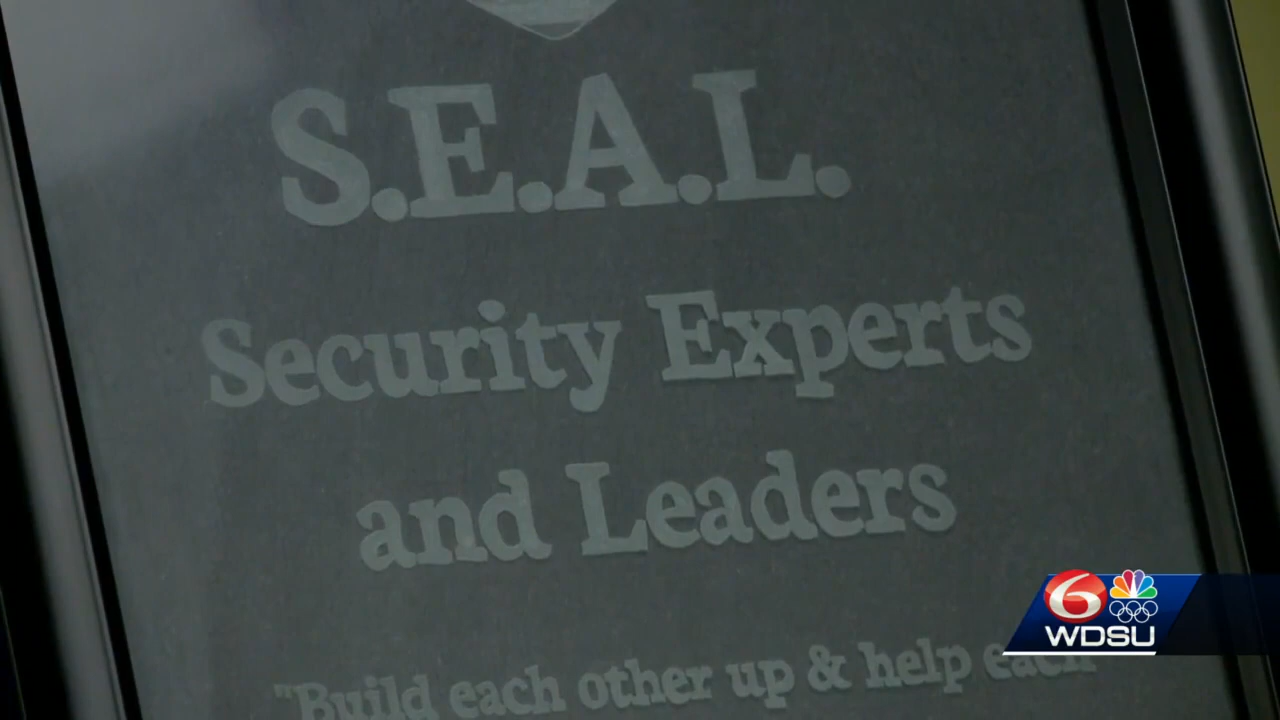 S.E.A.L.
Security Experts
and Leaders
"Build each other up & help each
6
WDSU